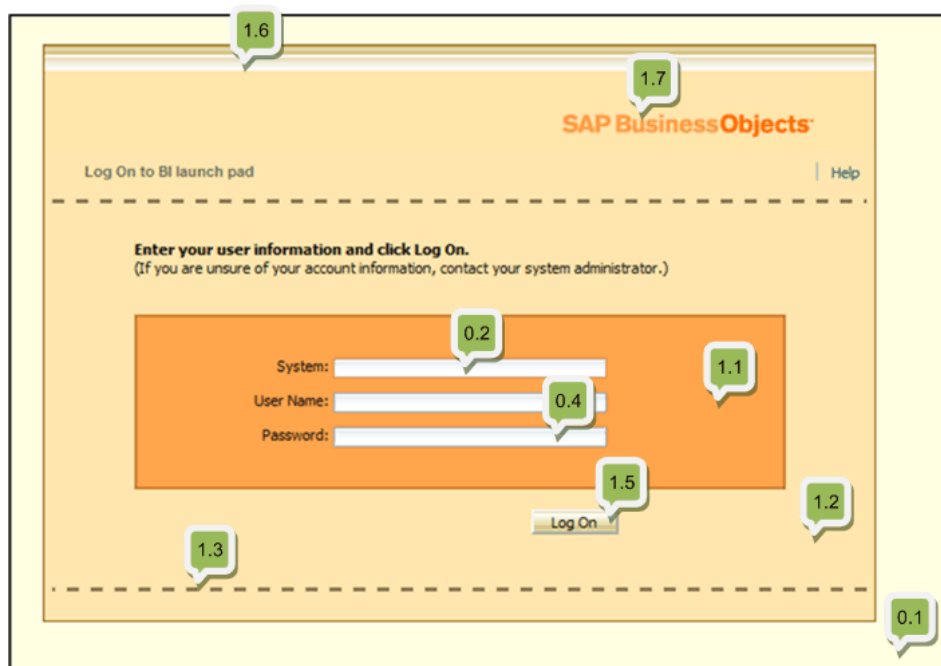 1.6
1.7
SAP BusinessObjects
Log On to BI launch pad
Help
Enter your user information and click Log On.
(If you are unsure of your account information, contact your system administrator.)
0.2
System:
1.1
User Name:
0.4
Password:
1.5
1.2
Log On
1.3
0.1